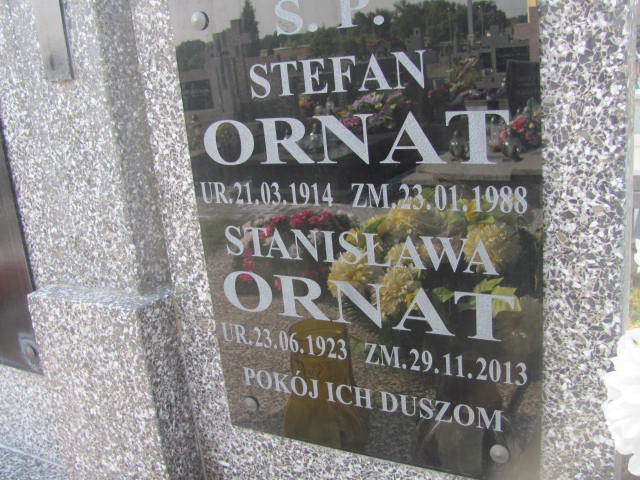 Ś. P.
STEFAN
ORNAT
UR.21.03.1914 ZM.23.01.1988
STANISŁAWA
ORNAT
UR.23.06.1923 ZM.29.11.2013
POKÓJ ICH DUSZOM